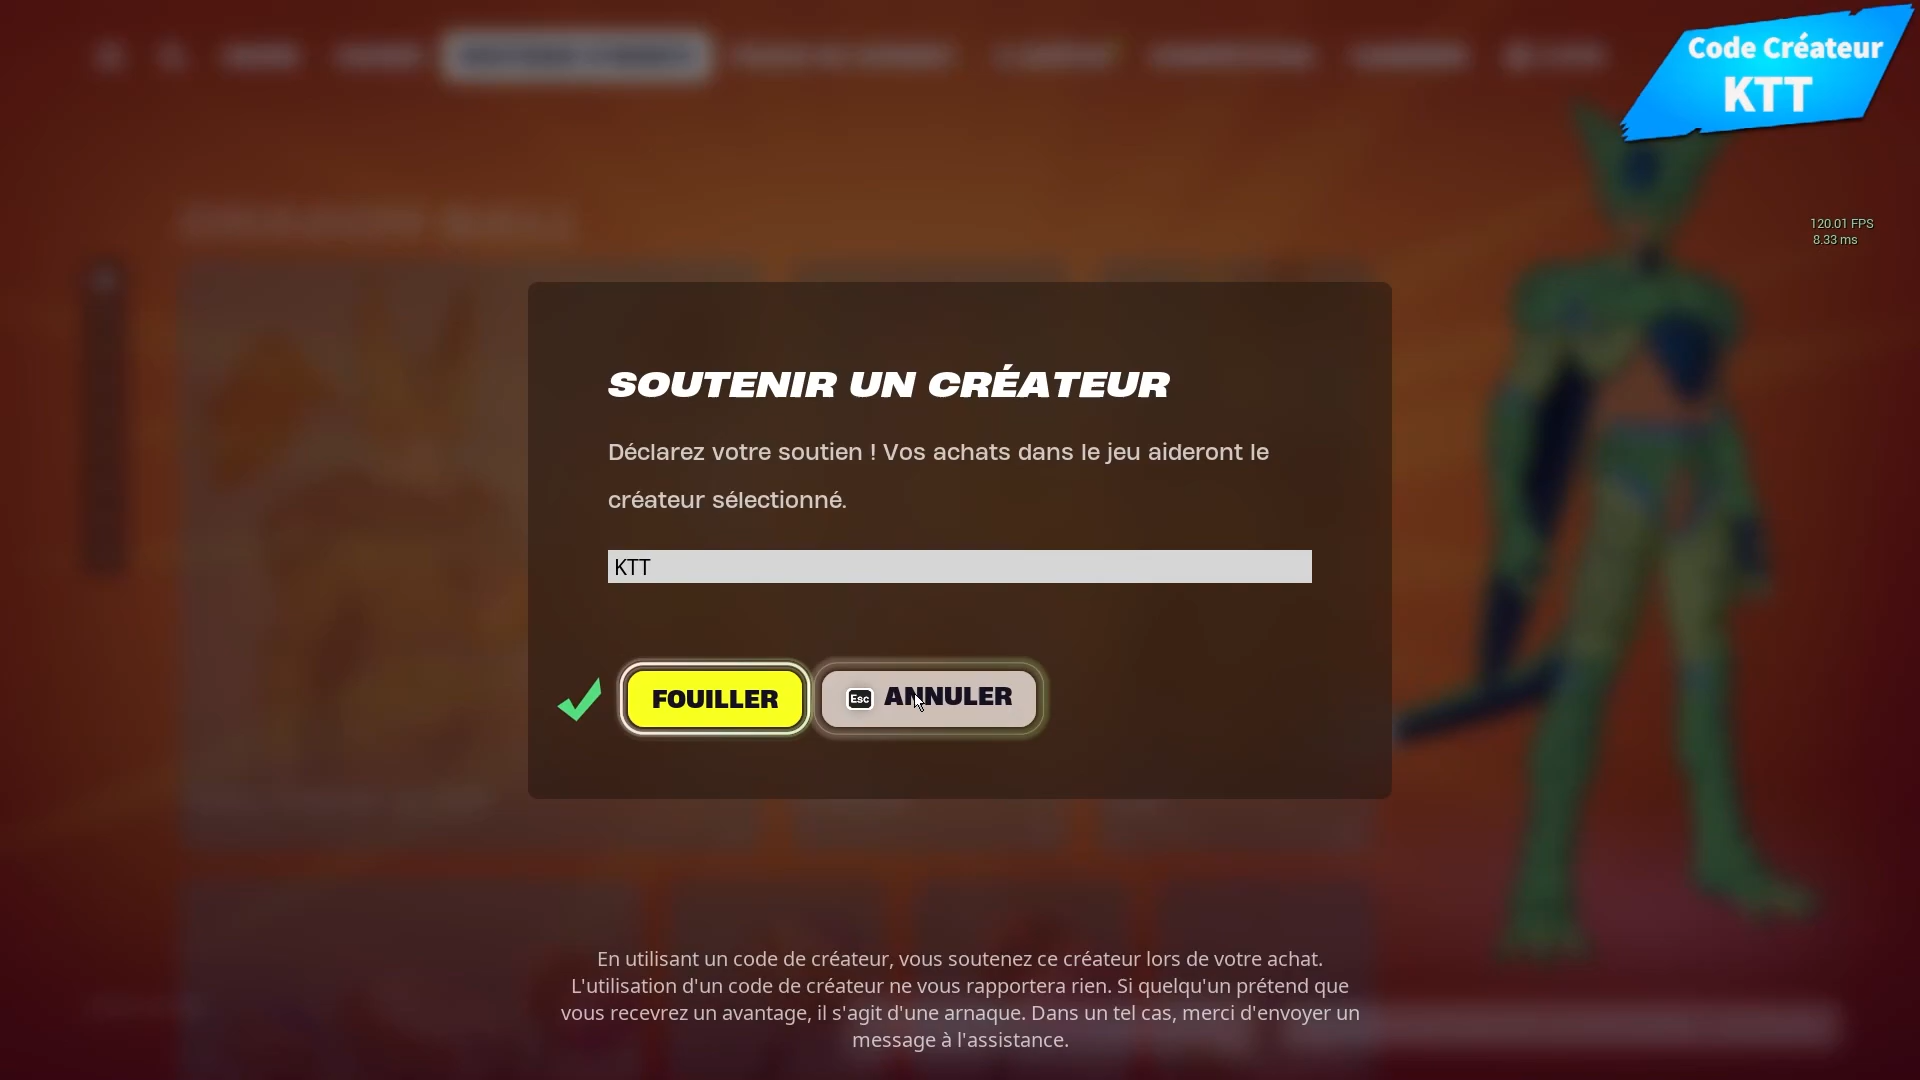 Code Créateur
KTT
120.01 FPS
8.33 ms
SOUTENIR UN CRÉATEUR
Déclarez votre soutien ! Vos achats dans le jeu aideront le
créateur sélectionné.
KTT
FOUILLER
Esc ANNULER
En utilisant un code de créateur, vous soutenez ce créateur lors de votre achat.
L'utilisation d'un code de créateur ne vous rapportera rien. Si quelqu'un prétend que
vous recevrez un avantage, il s'agit d'une arnaque. Dans un tel cas, merci d'envoyer un
message à l'assistance.